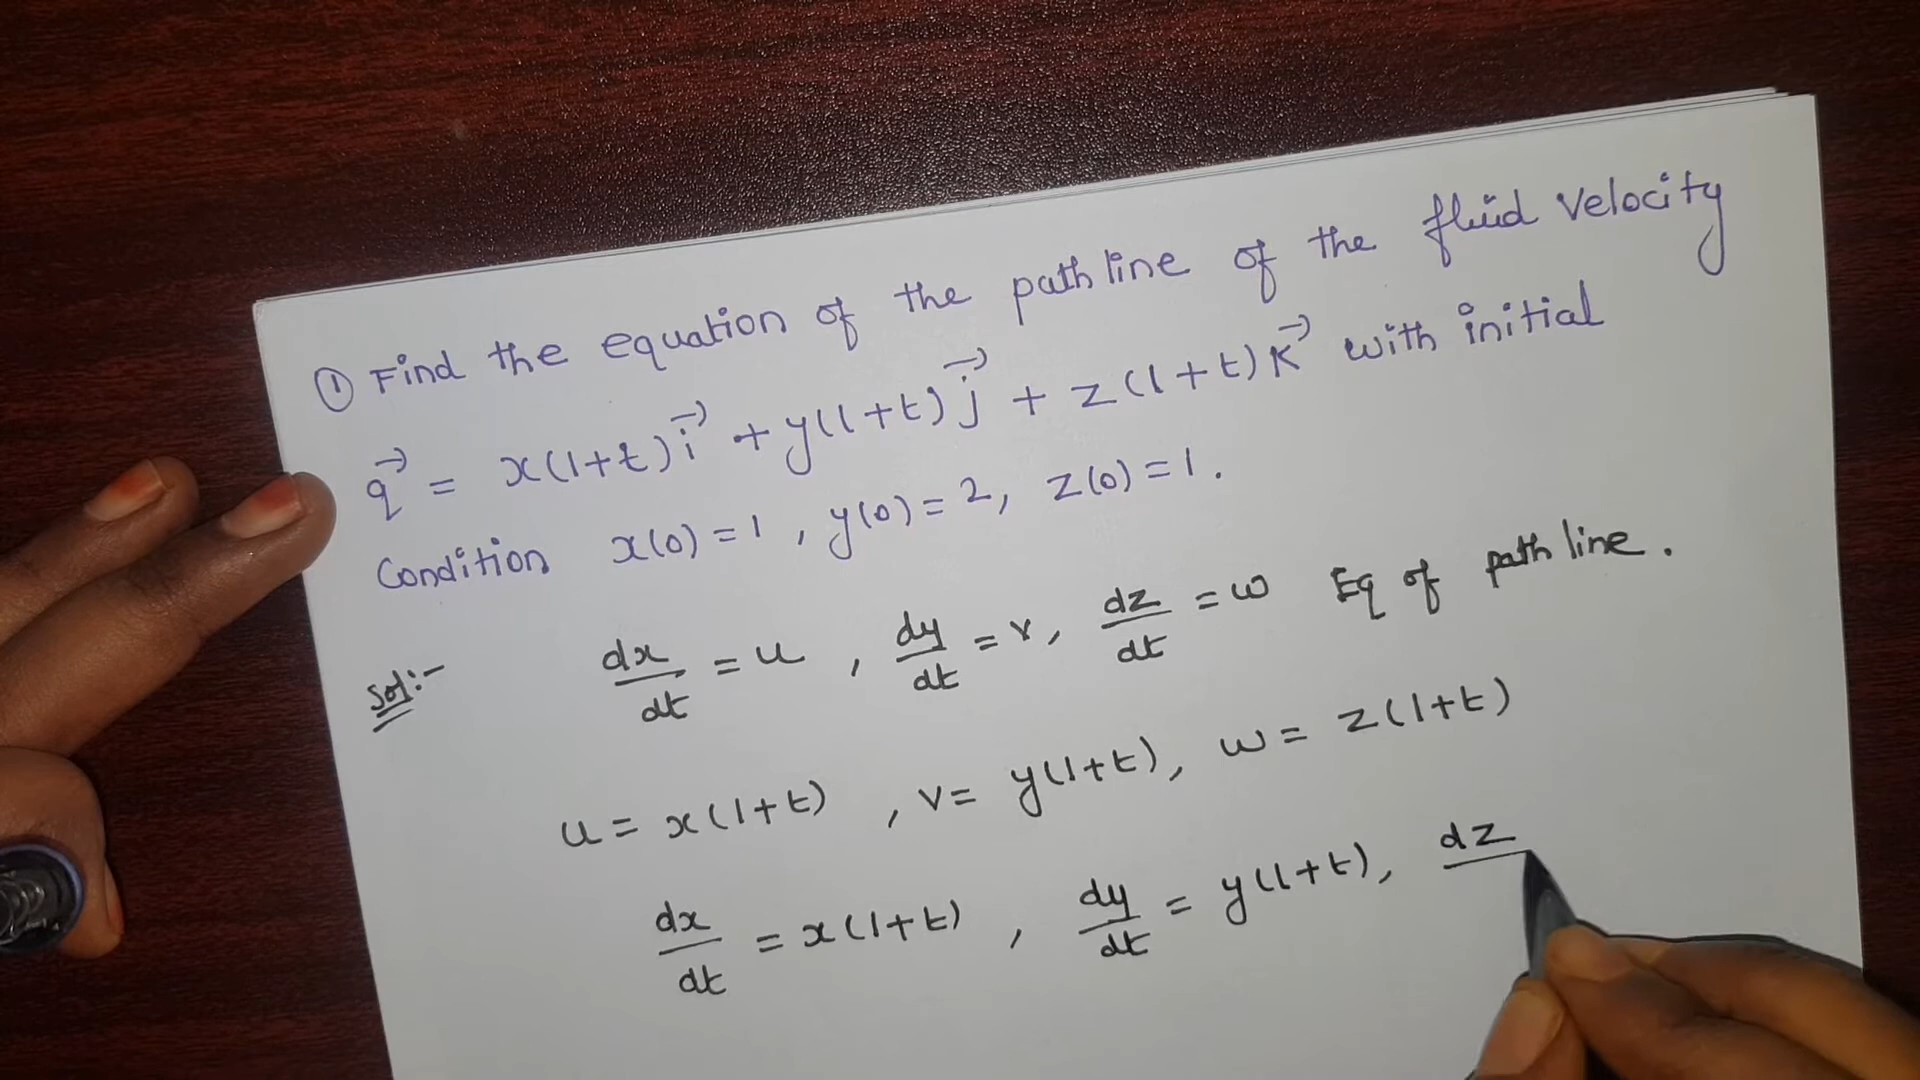 ① Find the equation of the path line of the fluid velocity
q⃗ = x(1+t)i⃗ + y(1+t)j⃗ + z(1+t)k⃗ with initial
Condition x(0)=1, y(0)=2, z(0)=1.
Sol:- dx/dt = u, dy/dt = v, dz/dt = w Eq of path line.
u = x(1+t), v = y(1+t), w = z(1+t)
dx/dt = x(1+t), dy/dt = y(1+t), dz